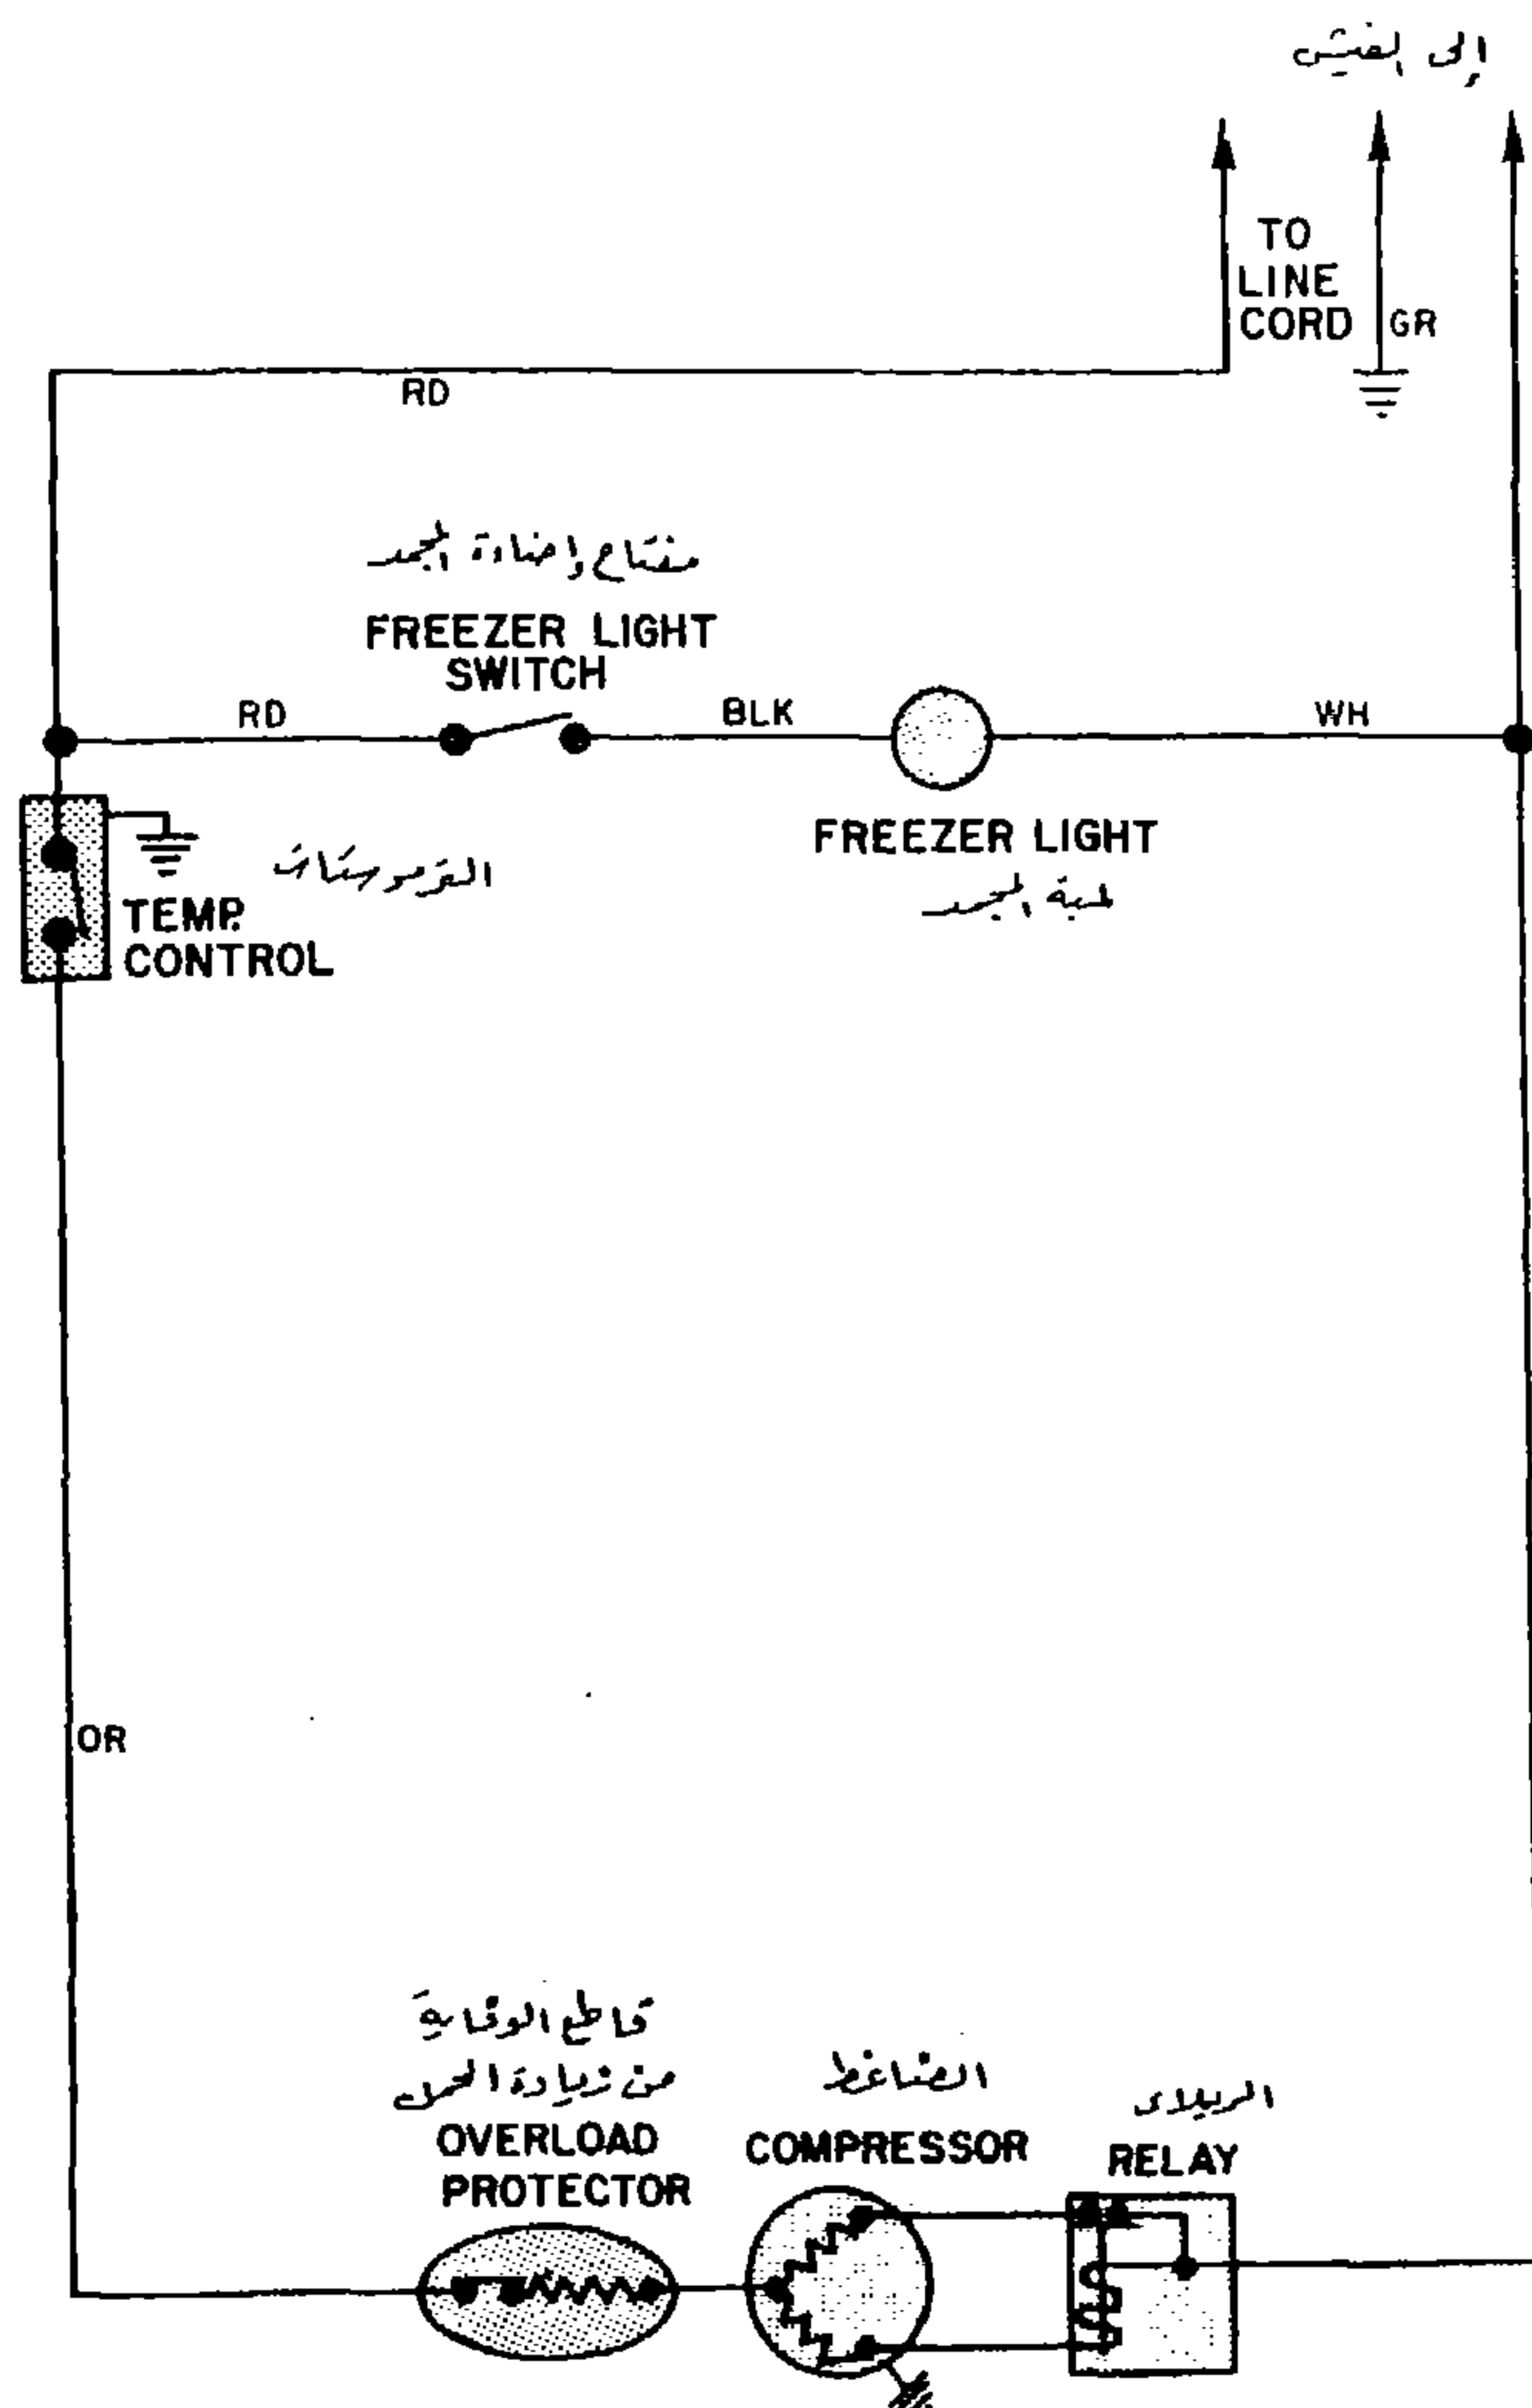 إلى الفيش
TO
LINE
CORD
GR
RD
مفتاح إضاءة المجمد
FREEZER LIGHT
SWITCH
RD
BLK
WH
FREEZER LIGHT
لمبة المجمد
الترموستات
TEMP.
CONTROL
OR
قاطع الوقاية
من زيادة الحمل
OVERLOAD
PROTECTOR
الضاغط
COMPRESSOR
الريلاى
RELAY